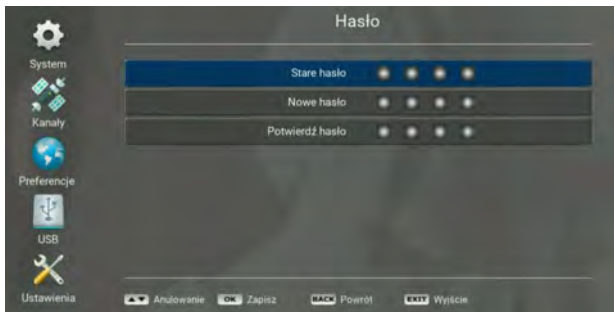 Hasło
System
Kanały
Preferencje
USB
Ustawienia
Stare hasło
Nowe hasło
Potwierdź hasło
Anulowanie OK Zapisz BACK Powrót EXIT Wyjście